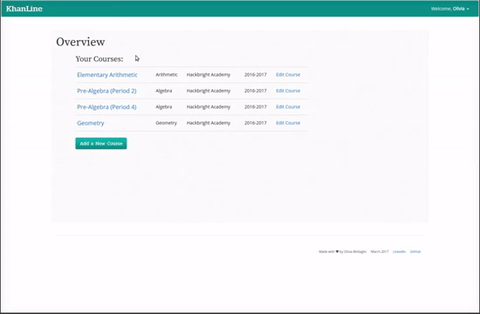 KhanLine
Welcome, Olivia
Overview
Your Courses:
Elementary Arithmetic Arithmetic Hackbright Academy 2016-2017 Edit Course
Pre-Algebra (Period 2) Algebra Hackbright Academy 2016-2017 Edit Course
Pre-Algebra (Period 4) Algebra Hackbright Academy 2016-2017 Edit Course
Geometry Geometry Hackbright Academy 2016-2017 Edit Course
Add a New Course
Made with ♥ by Olivia March 2017 LinkedIn GitHub